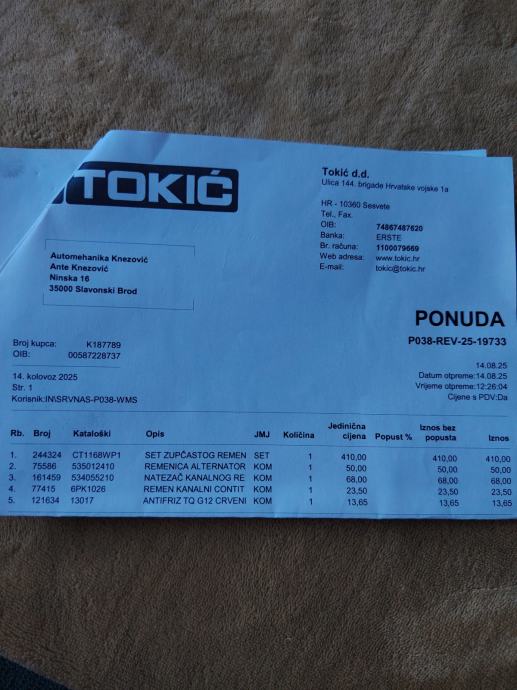 TOKIĆ
Tokić d.d.
Ulica 144. brigade Hrvatske vojske 1a
HR - 10360 Sesvete
Tel., Fax.
OIB: 74867487620
Banka: ERSTE
Br. računa: 1100079669
Web adresa: www.tokic.hr
E-mail: tokic@tokic.hr
Automehanika Knezović
Ante Knezović
Ninska 16
35000 Slavonski Brod
PONUDA
P038-REV-25-19733
Broj kupca: K187789
OIB: 00587228737
14. kolovoz 2025
Str. 1
Korisnik:IN\SRVNAS-P038-WMS
14.08.25
Datum otpreme:14.08.25
Vrijeme otpreme:12:26:04
Cijene s PDV:Da
Rb. Broj Kataloški Opis JMJ Količina Jedinična cijena Popust % Iznos bez popusta Iznos
1. 244324 CT1168WP1 SET ZUPČASTOG REMEN SET 1 410,00 410,00 410,00
2. 75586 535012410 REMENICA ALTERNATOR KOM 1 50,00 50,00 50,00
3. 161459 534055210 NATEZAČ KANALNOG RE KOM 1 68,00 68,00 68,00
4. 77415 6PK1026 REMEN KANALNI CONTIT KOM 1 23,50 23,50 23,50
5. 121634 13017 ANTIFRIZ TQ G12 CRVENI KOM 1 13,65 13,65 13,65